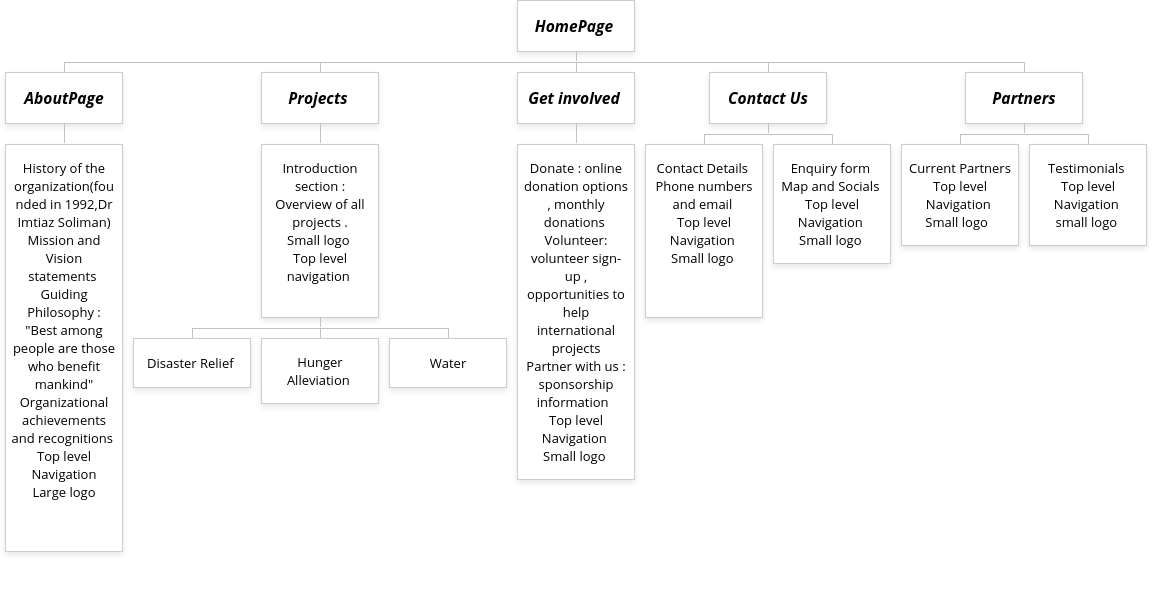 HomePage
AboutPage
Projects
Get involved
Contact Us
Partners
History of the
organization(fou
nded in 1992,Dr
Imtiaz Soliman)
Mission and
Vision
statements
Guiding
Philosophy :
"Best among
people are those
who benefit
mankind"
Organizational
achievements
and recognitions
Top level
Navigation
Large logo
Introduction
section :
Overview of all
projects .
Small logo
Top level
navigation
Disaster Relief
Hunger
Alleviation
Water
Donate : online
donation options
, monthly
donations
Volunteer:
volunteer sign-
up ,
opportunities to
help
international
projects
Partner with us :
sponsorship
information
Top level
Navigation
Small logo
Contact Details
Phone numbers
and email
Top level
Navigation
Small logo
Enquiry form
Map and Socials
Top level
Navigation
Small logo
Current Partners
Top level
Navigation
Small logo
Testimonials
Top level
Navigation
small logo